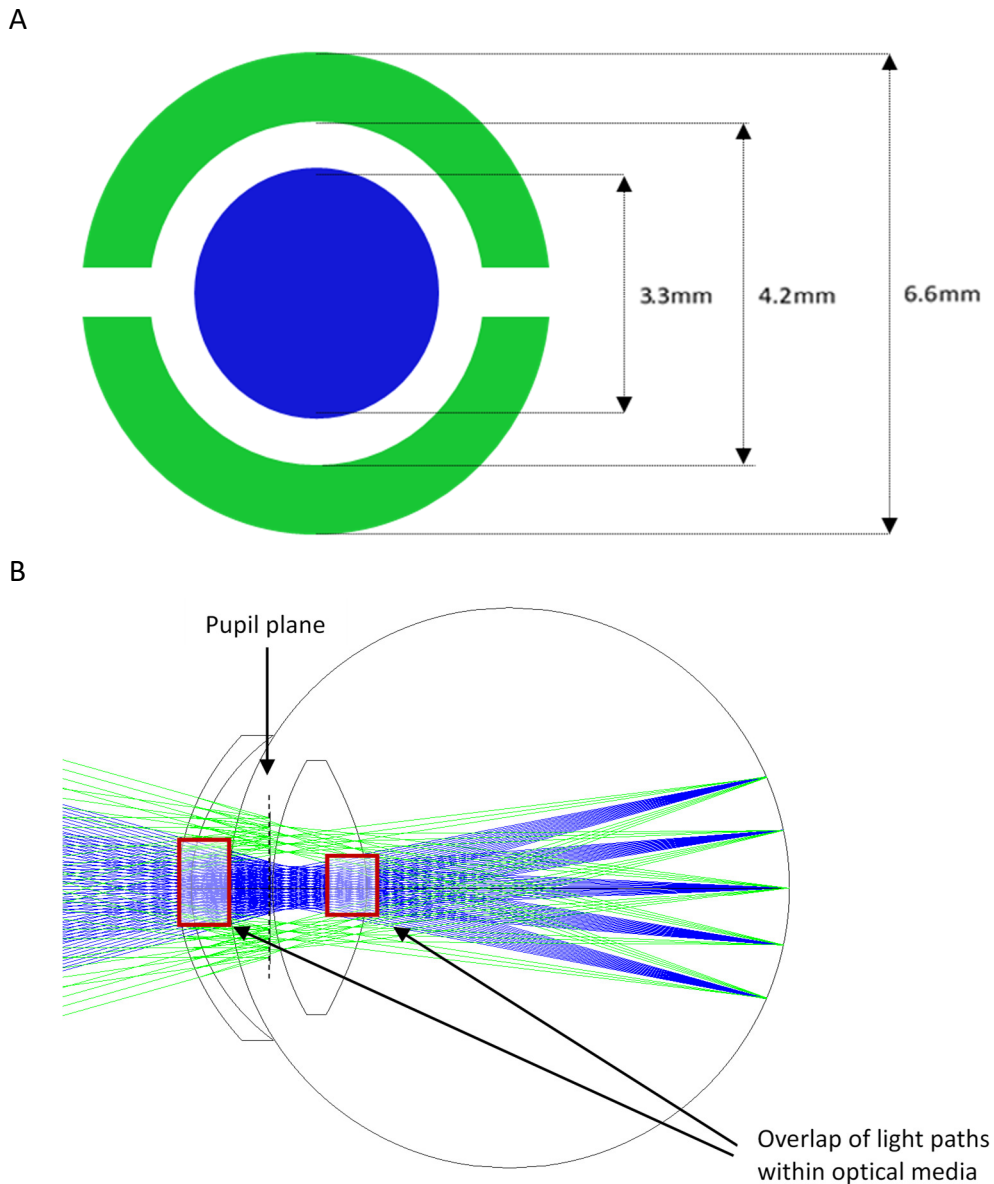 A
3.3mm
4.2mm
6.6mm
B
Pupil plane
Overlap of light paths
within optical media